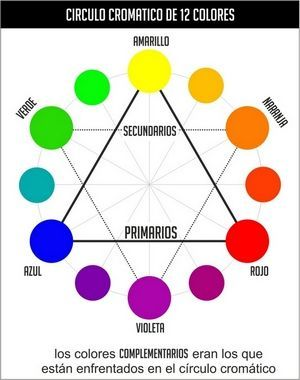 CIRCULO CROMATICO DE 12 COLORES
AMARILLO
VERDE
NARANJA
SECUNDARIOS
PRIMARIOS
AZUL
ROJO
VIOLETA
los colores COMPLEMENTARIOS eran los que
están enfrentados en el círculo cromático